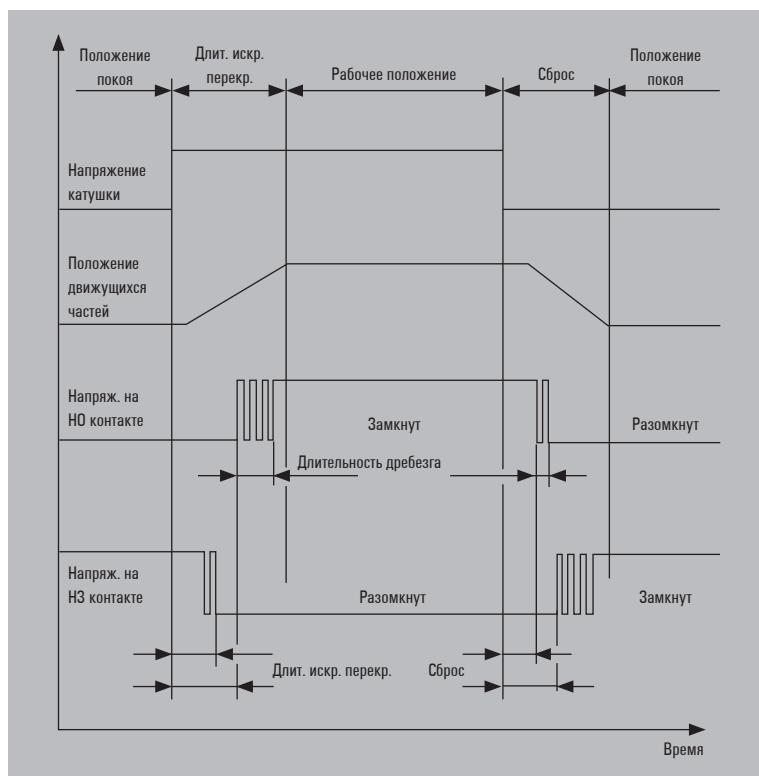 Положение
покоя
Длит. искр.
перекр.
Рабочее положение
Сброс
Положение
покоя
Напряжение
катушки
Положение
движущихся
частей
Напряж. на
НО контакте
Замкнут
Разомкнут
Длительность дребезга
Напряж. на
НЗ контакте
Разомкнут
Замкнут
Длит. искр. перекр.
Сброс
Время